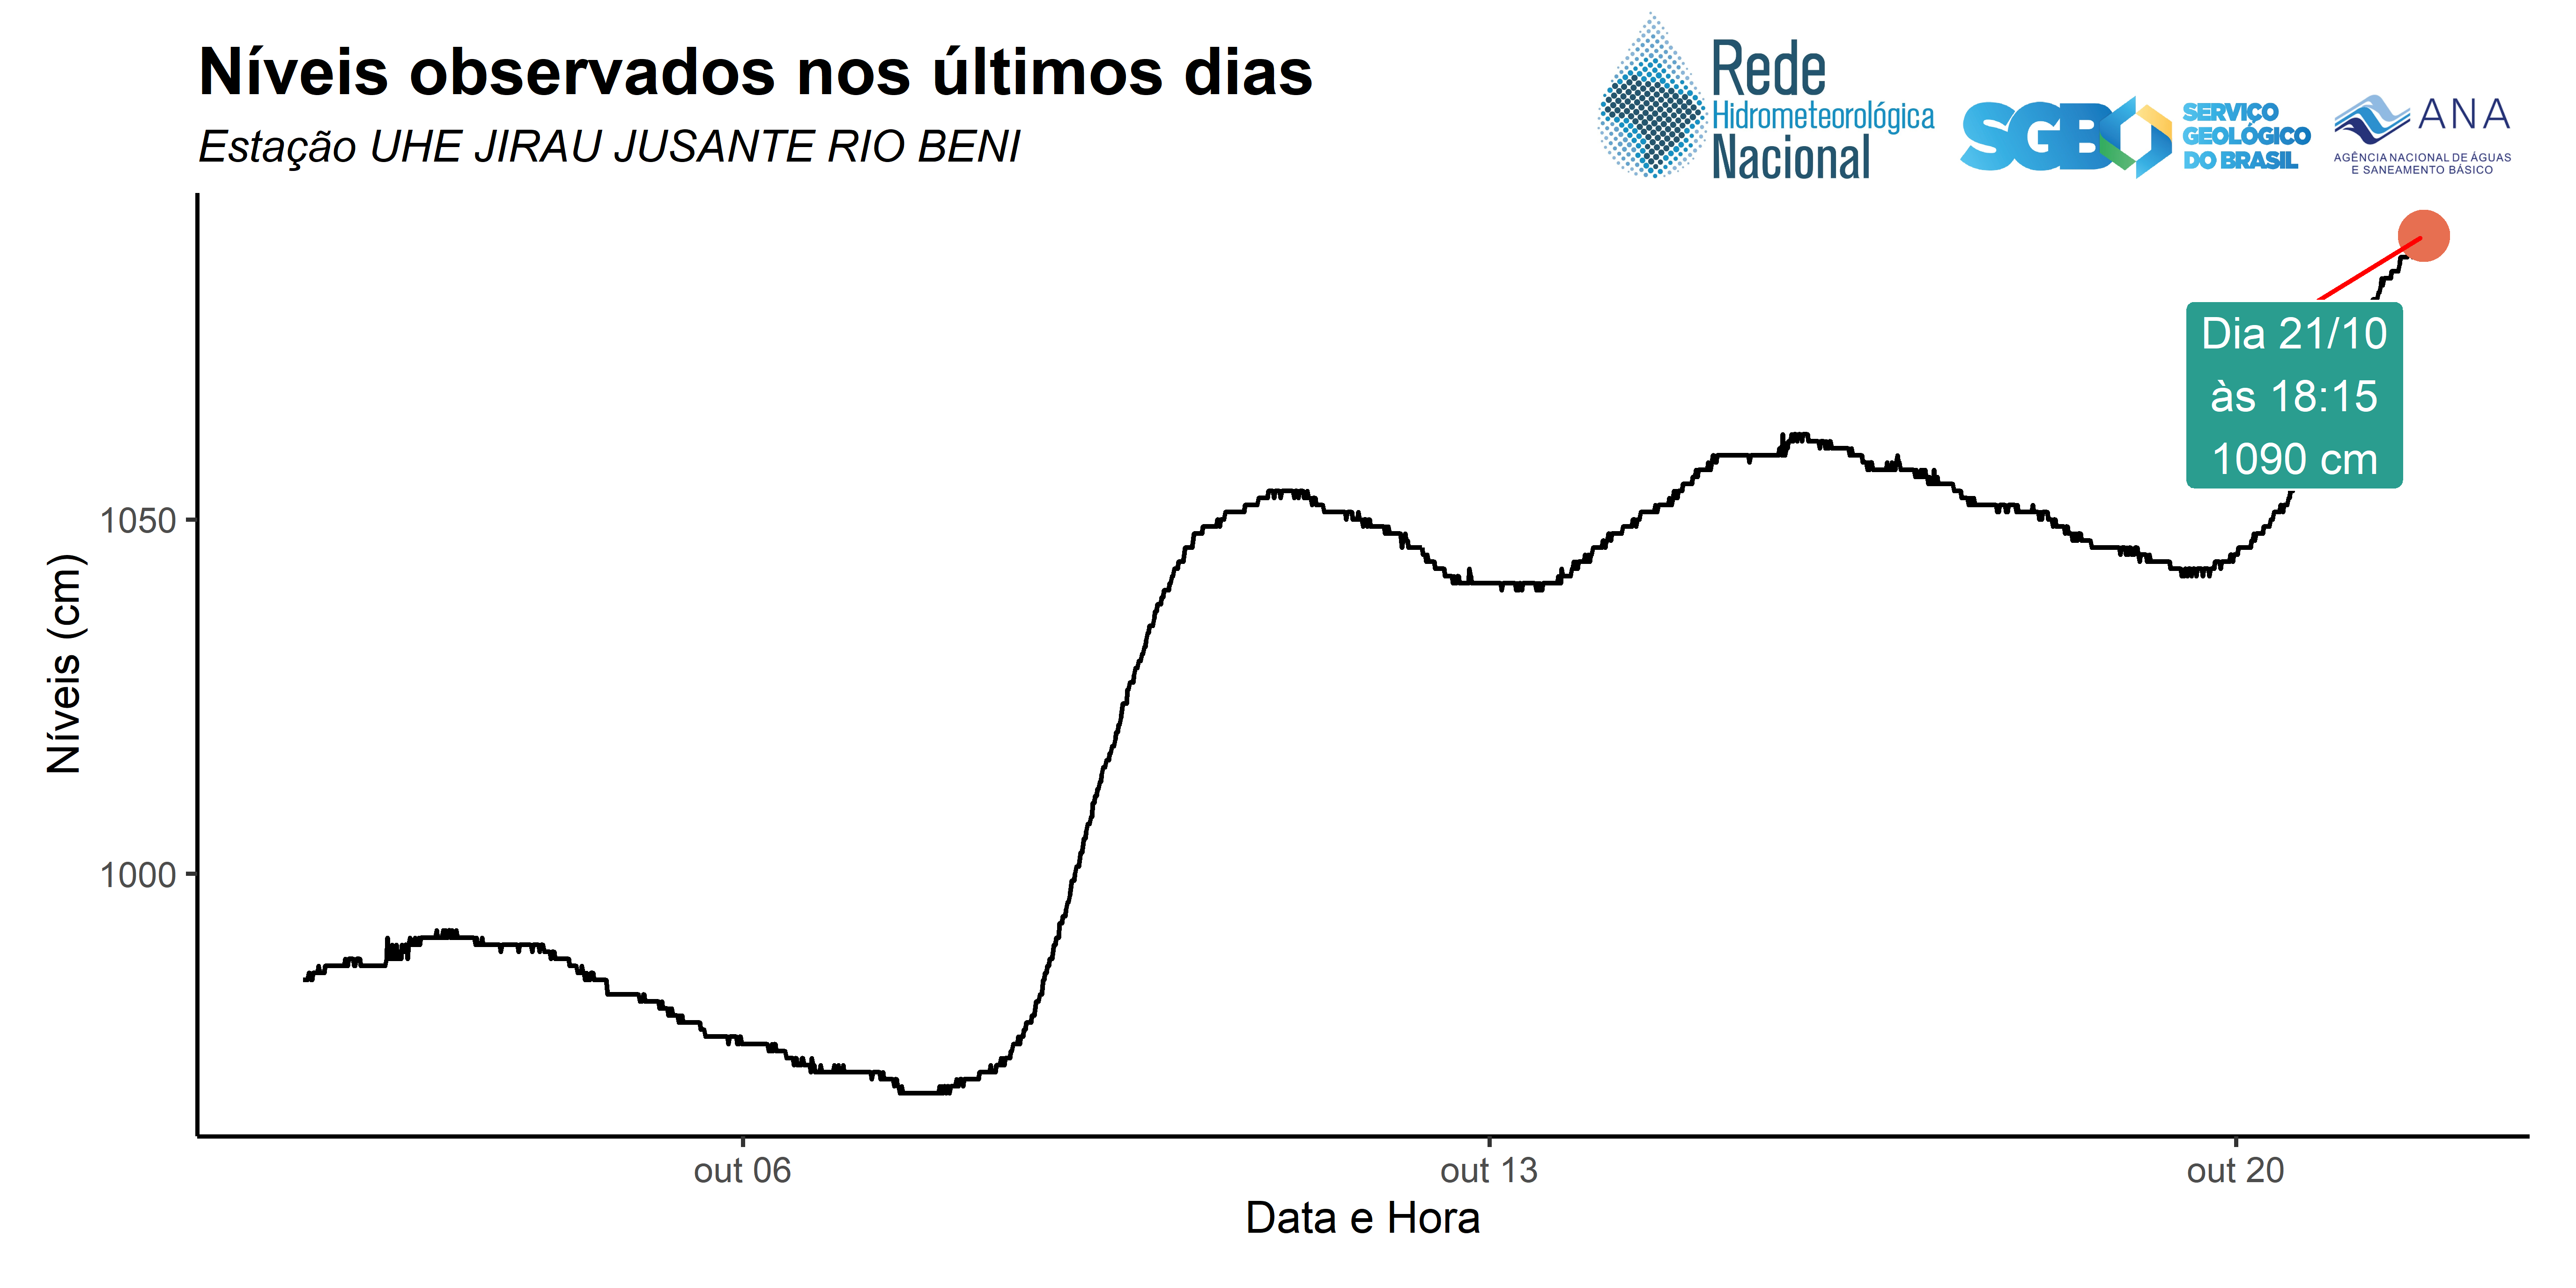 Níveis observados nos últimos dias
Estação UHE JIRAU JUSANTE RIO BENI
Rede
Hidrometeorológica
Nacional
SGB
SERVIÇO
GEOLÓGICO
DO BRASIL
ANA
AGÊNCIA NACIONAL DE ÁGUAS
E SANEAMENTO BÁSICO
Dia 21/10
às 18:15
1090 cm
Níveis (cm)
1050
1000
out 06
out 13
out 20
Data e Hora